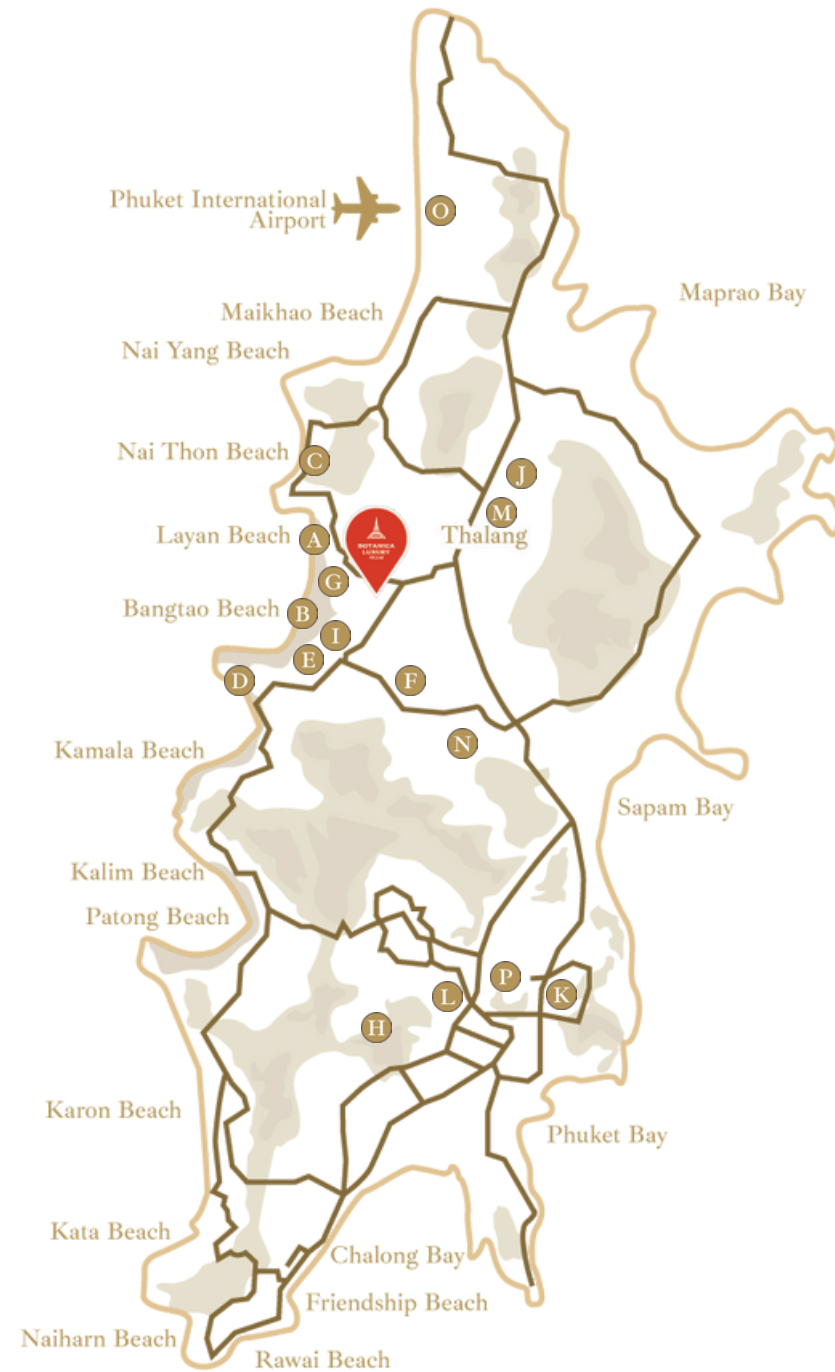 Phuket International
Airport
O
Maprao Bay
Maikhao Beach
Nai Yang Beach
Nai Thon Beach
C
J
M
Layan Beach
A
BOTANICA
LUXURY
Thalang
G
Bangtao Beach
B
I
E
D
F
N
Kamala Beach
Sapam Bay
Kalim Beach
Patong Beach
P
L
K
H
Karon Beach
Phuket Bay
Kata Beach
Chalong Bay
Friendship Beach
Naiharn Beach
Rawai Beach